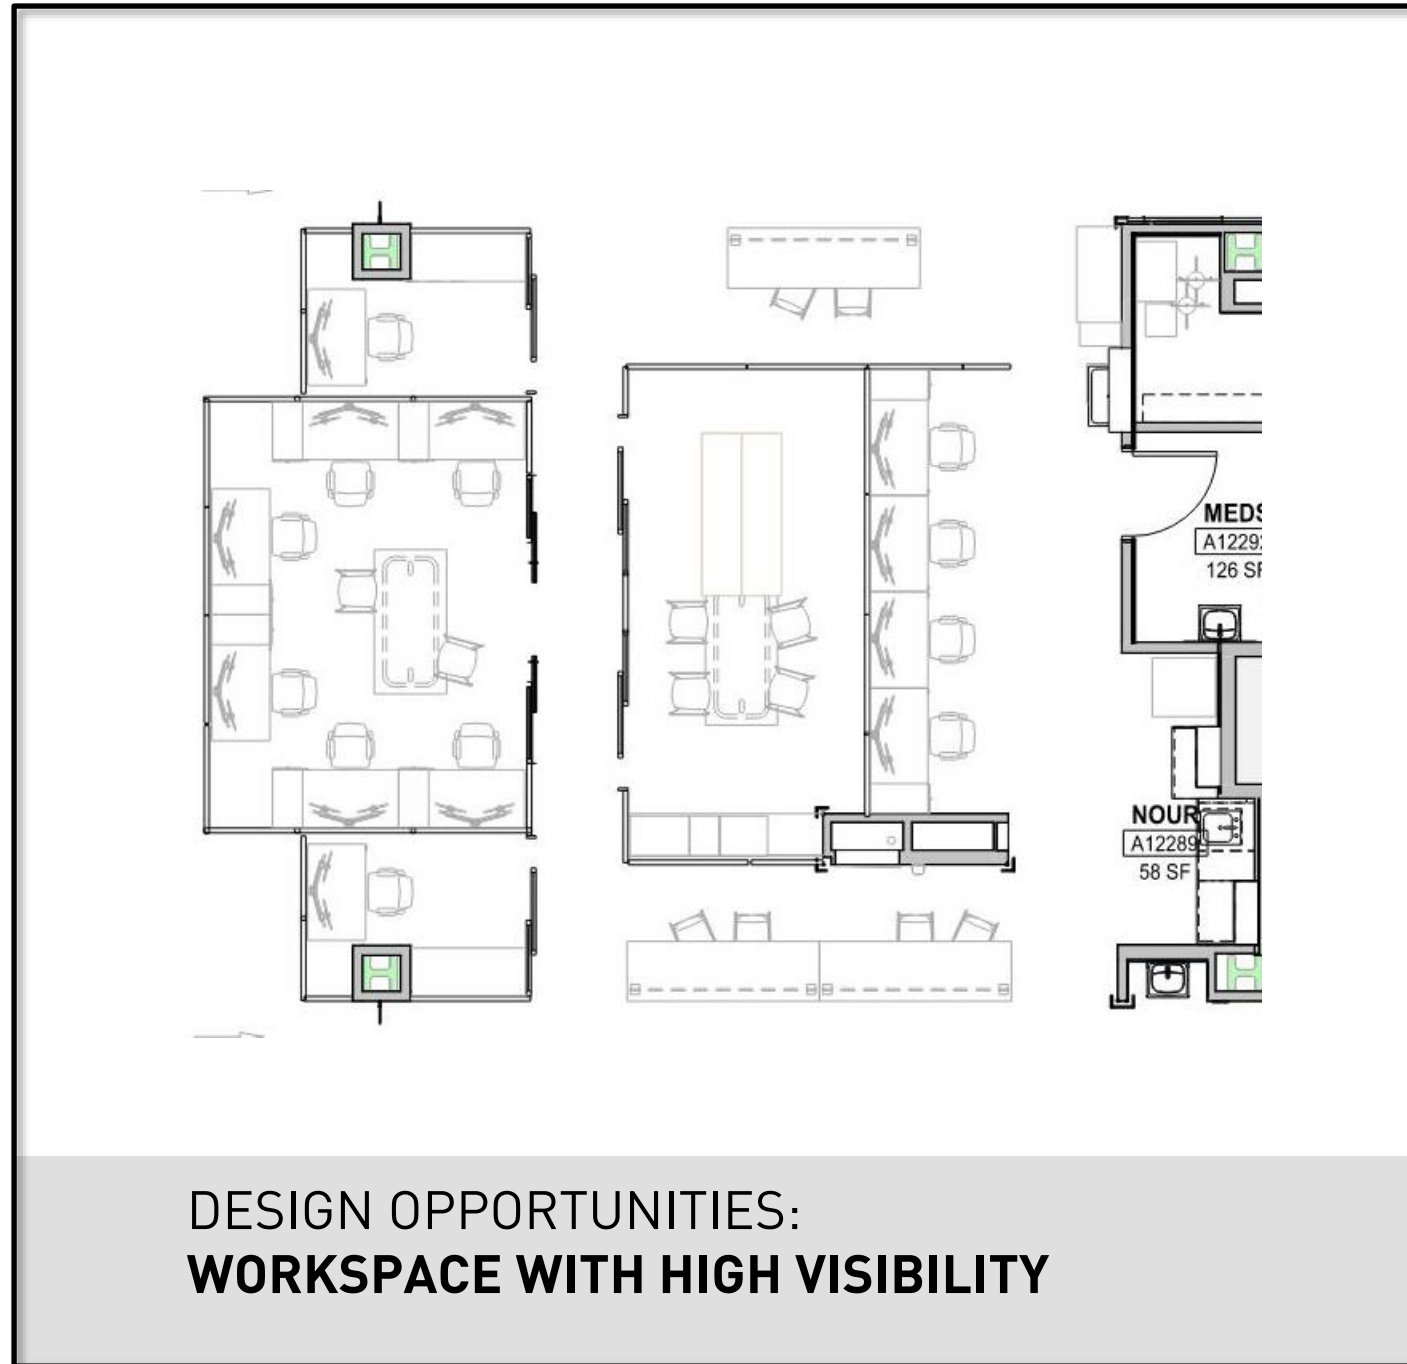 MEDS
A1229
126 SF
NOUR
A12289
58 SF
DESIGN OPPORTUNITIES:
WORKSPACE WITH HIGH VISIBILITY